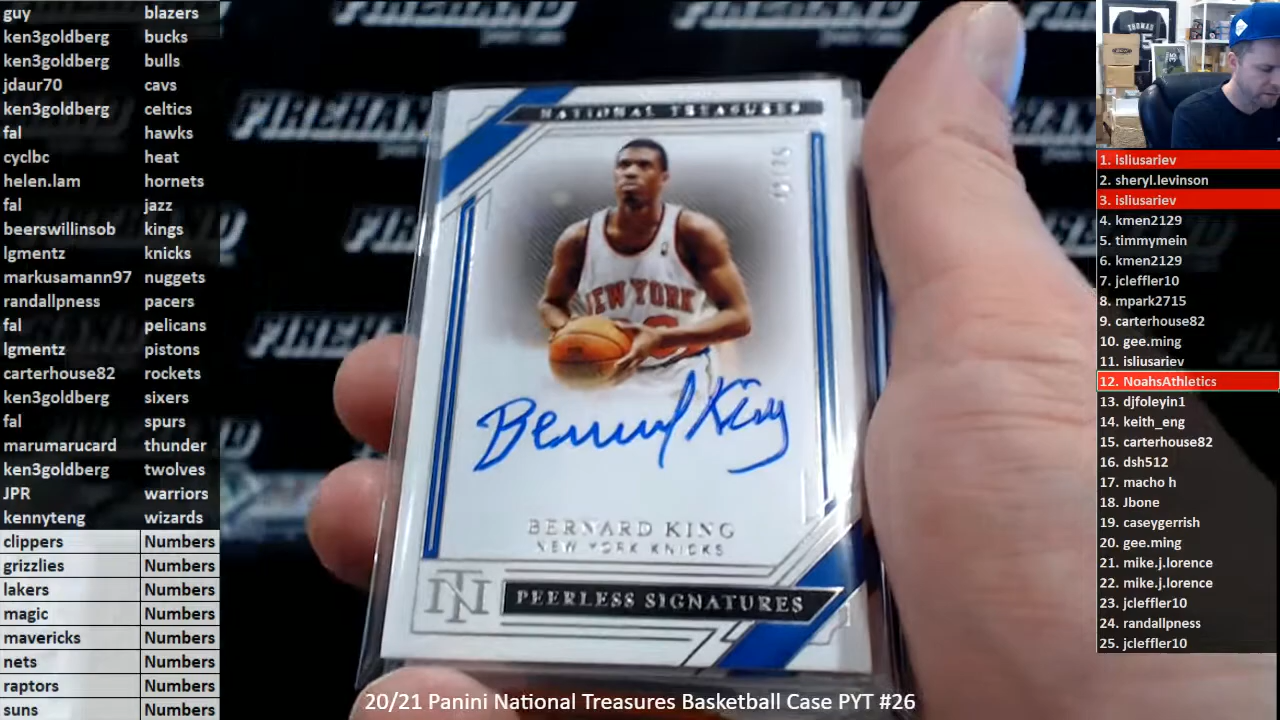 guy blazers
ken3goldberg bucks
ken3goldberg bulls
jdaur70 cavs
ken3goldberg celtics
fal hawks
cyclbc heat
helen.lam hornets
fal jazz
beerswillinsob kings
lgmentz knicks
markusamann97 nuggets
randallpness pacers
fal pelicans
lgmentz pistons
carterhouse82 rockets
ken3goldberg sixers
fal spurs
marumarucard thunder
ken3goldberg twolves
JPR warriors
kennyteng wizards
clippers Numbers
grizzlies Numbers
lakers Numbers
magic Numbers
mavericks Numbers
nets Numbers
raptors Numbers
suns Numbers
FIREHAND
NATIONAL TREASURES
NEW YORK
Bernard King
BERNARD KING
NEW YORK KNICKS
NT
PEERLESS SIGNATURES
20/21 Panini National Treasures Basketball Case PYT #26
THOMAS
1. isliusariev
2. sheryl.levinson
3. isliusariev
4. kmen2129
5. timmymein
6. kmen2129
7. jcleffler10
8. mpark2715
9. carterhouse82
10. gee.ming
11. isliusariev
12. NoahsAthletics
13. djfoleyin1
14. keith_eng
15. carterhouse82
16. dsh512
17. macho h
18. Jbone
19. caseygerrish
20. gee.ming
21. mike.j.lorence
22. mike.j.lorence
23. jcleffler10
24. randallpness
25. jcleffler10